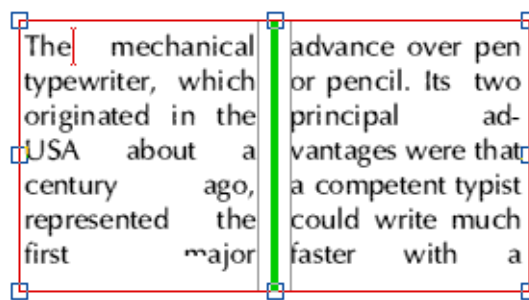 The mechanical
typewriter, which
originated in the
USA about a
century ago,
represented the
first major
advance over pen
or pencil. Its two
principal ad-
vantages were that
a competent typist
could write much
faster with a